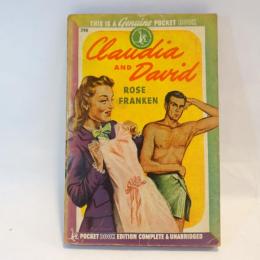 THIS IS A Genuine POCKET BOOK
Claudia
AND David
ROSE
FRANKEN
POCKET BOOK EDITION COMPLETE & UNABRIDGED